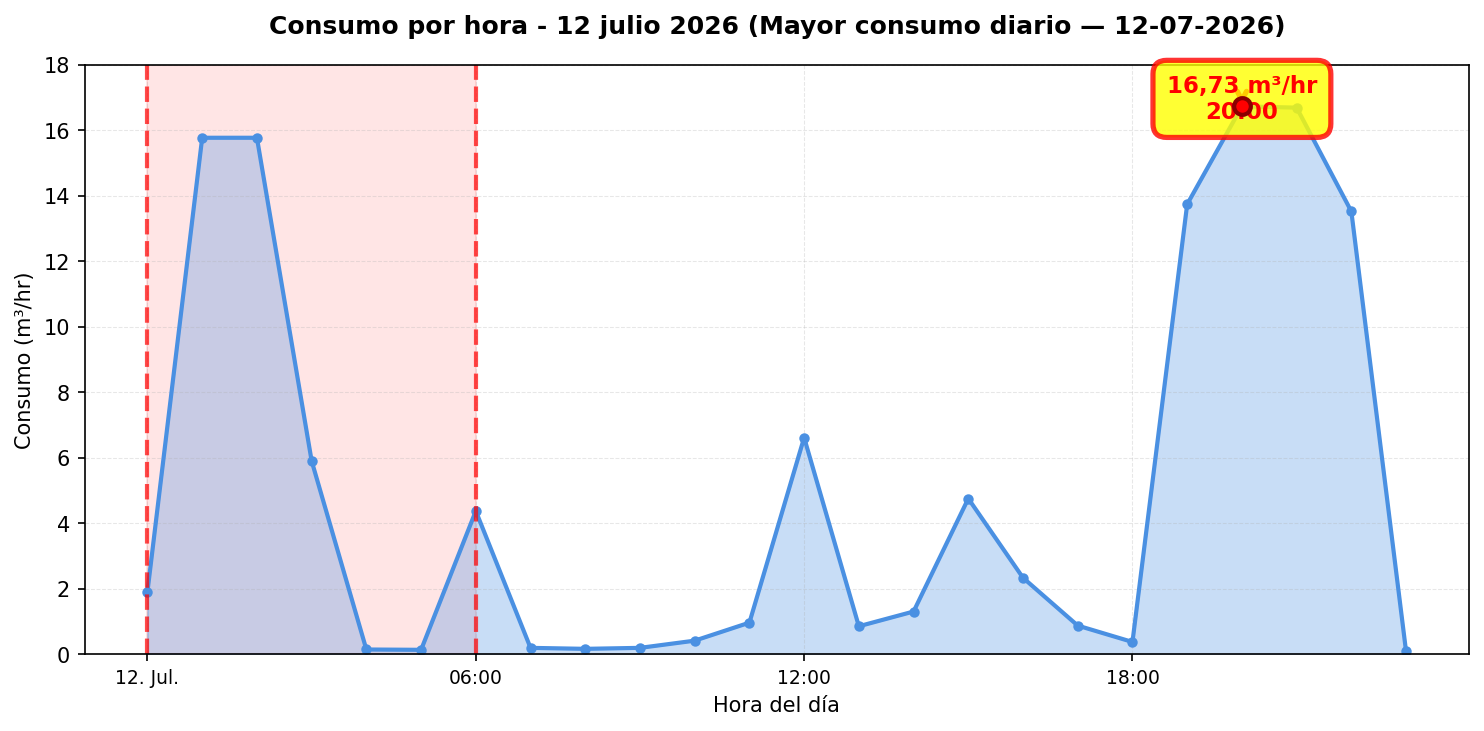 Consumo por hora - 12 julio 2026 (Mayor consumo diario — 12-07-2026)
16,73 m³/hr
20:00
18
16
14
12
10
8
6
4
2
0
Consumo (m³/hr)
12. Jul.
06:00
12:00
18:00
Hora del día